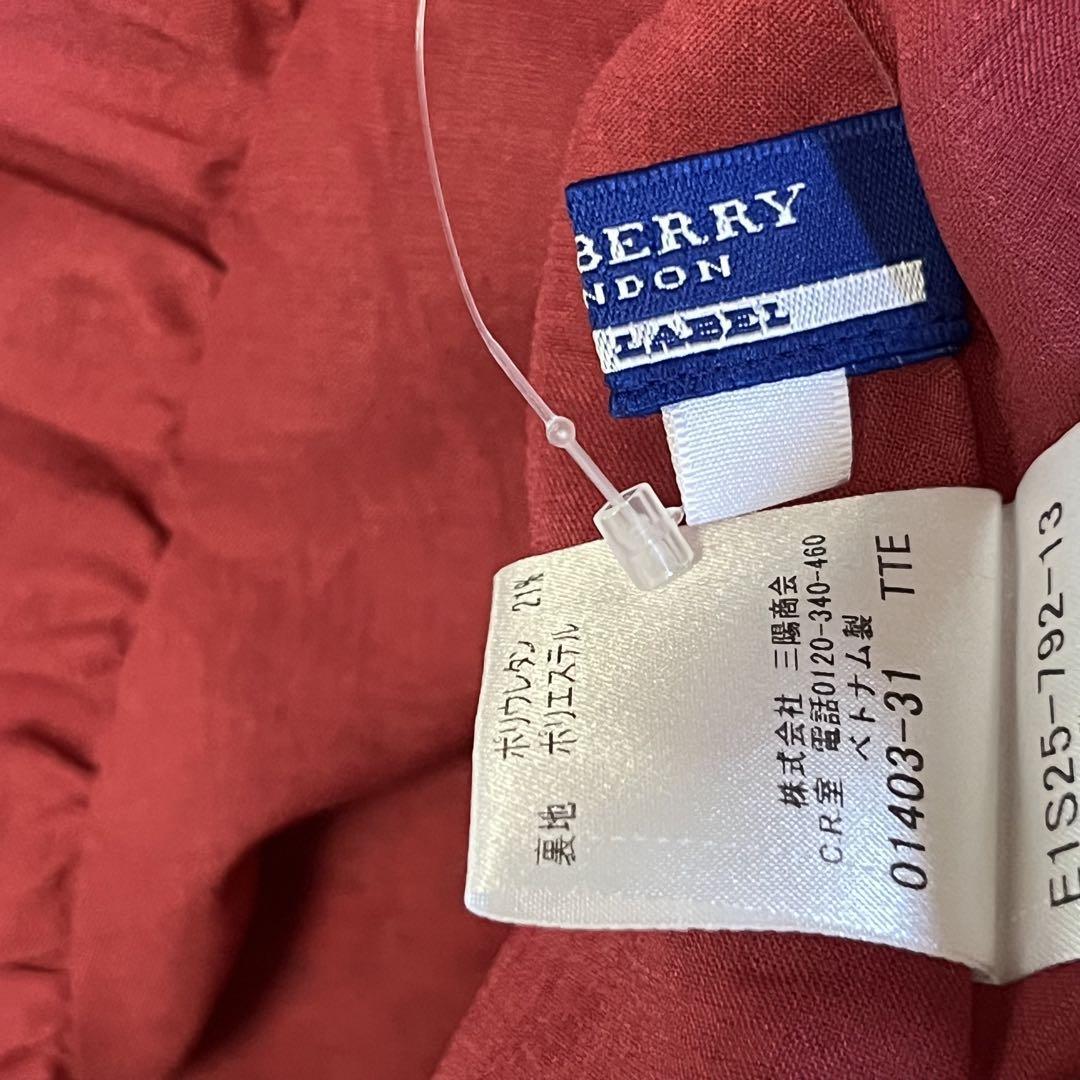 BERRY
NDON
LABEL
ポリウレタン 21%
裏地 ポリエステル
株式会社 三陽商会
C.R.室 電話0120-340-460
ベトナム製
01403-31 TTE
E1S25-792-13